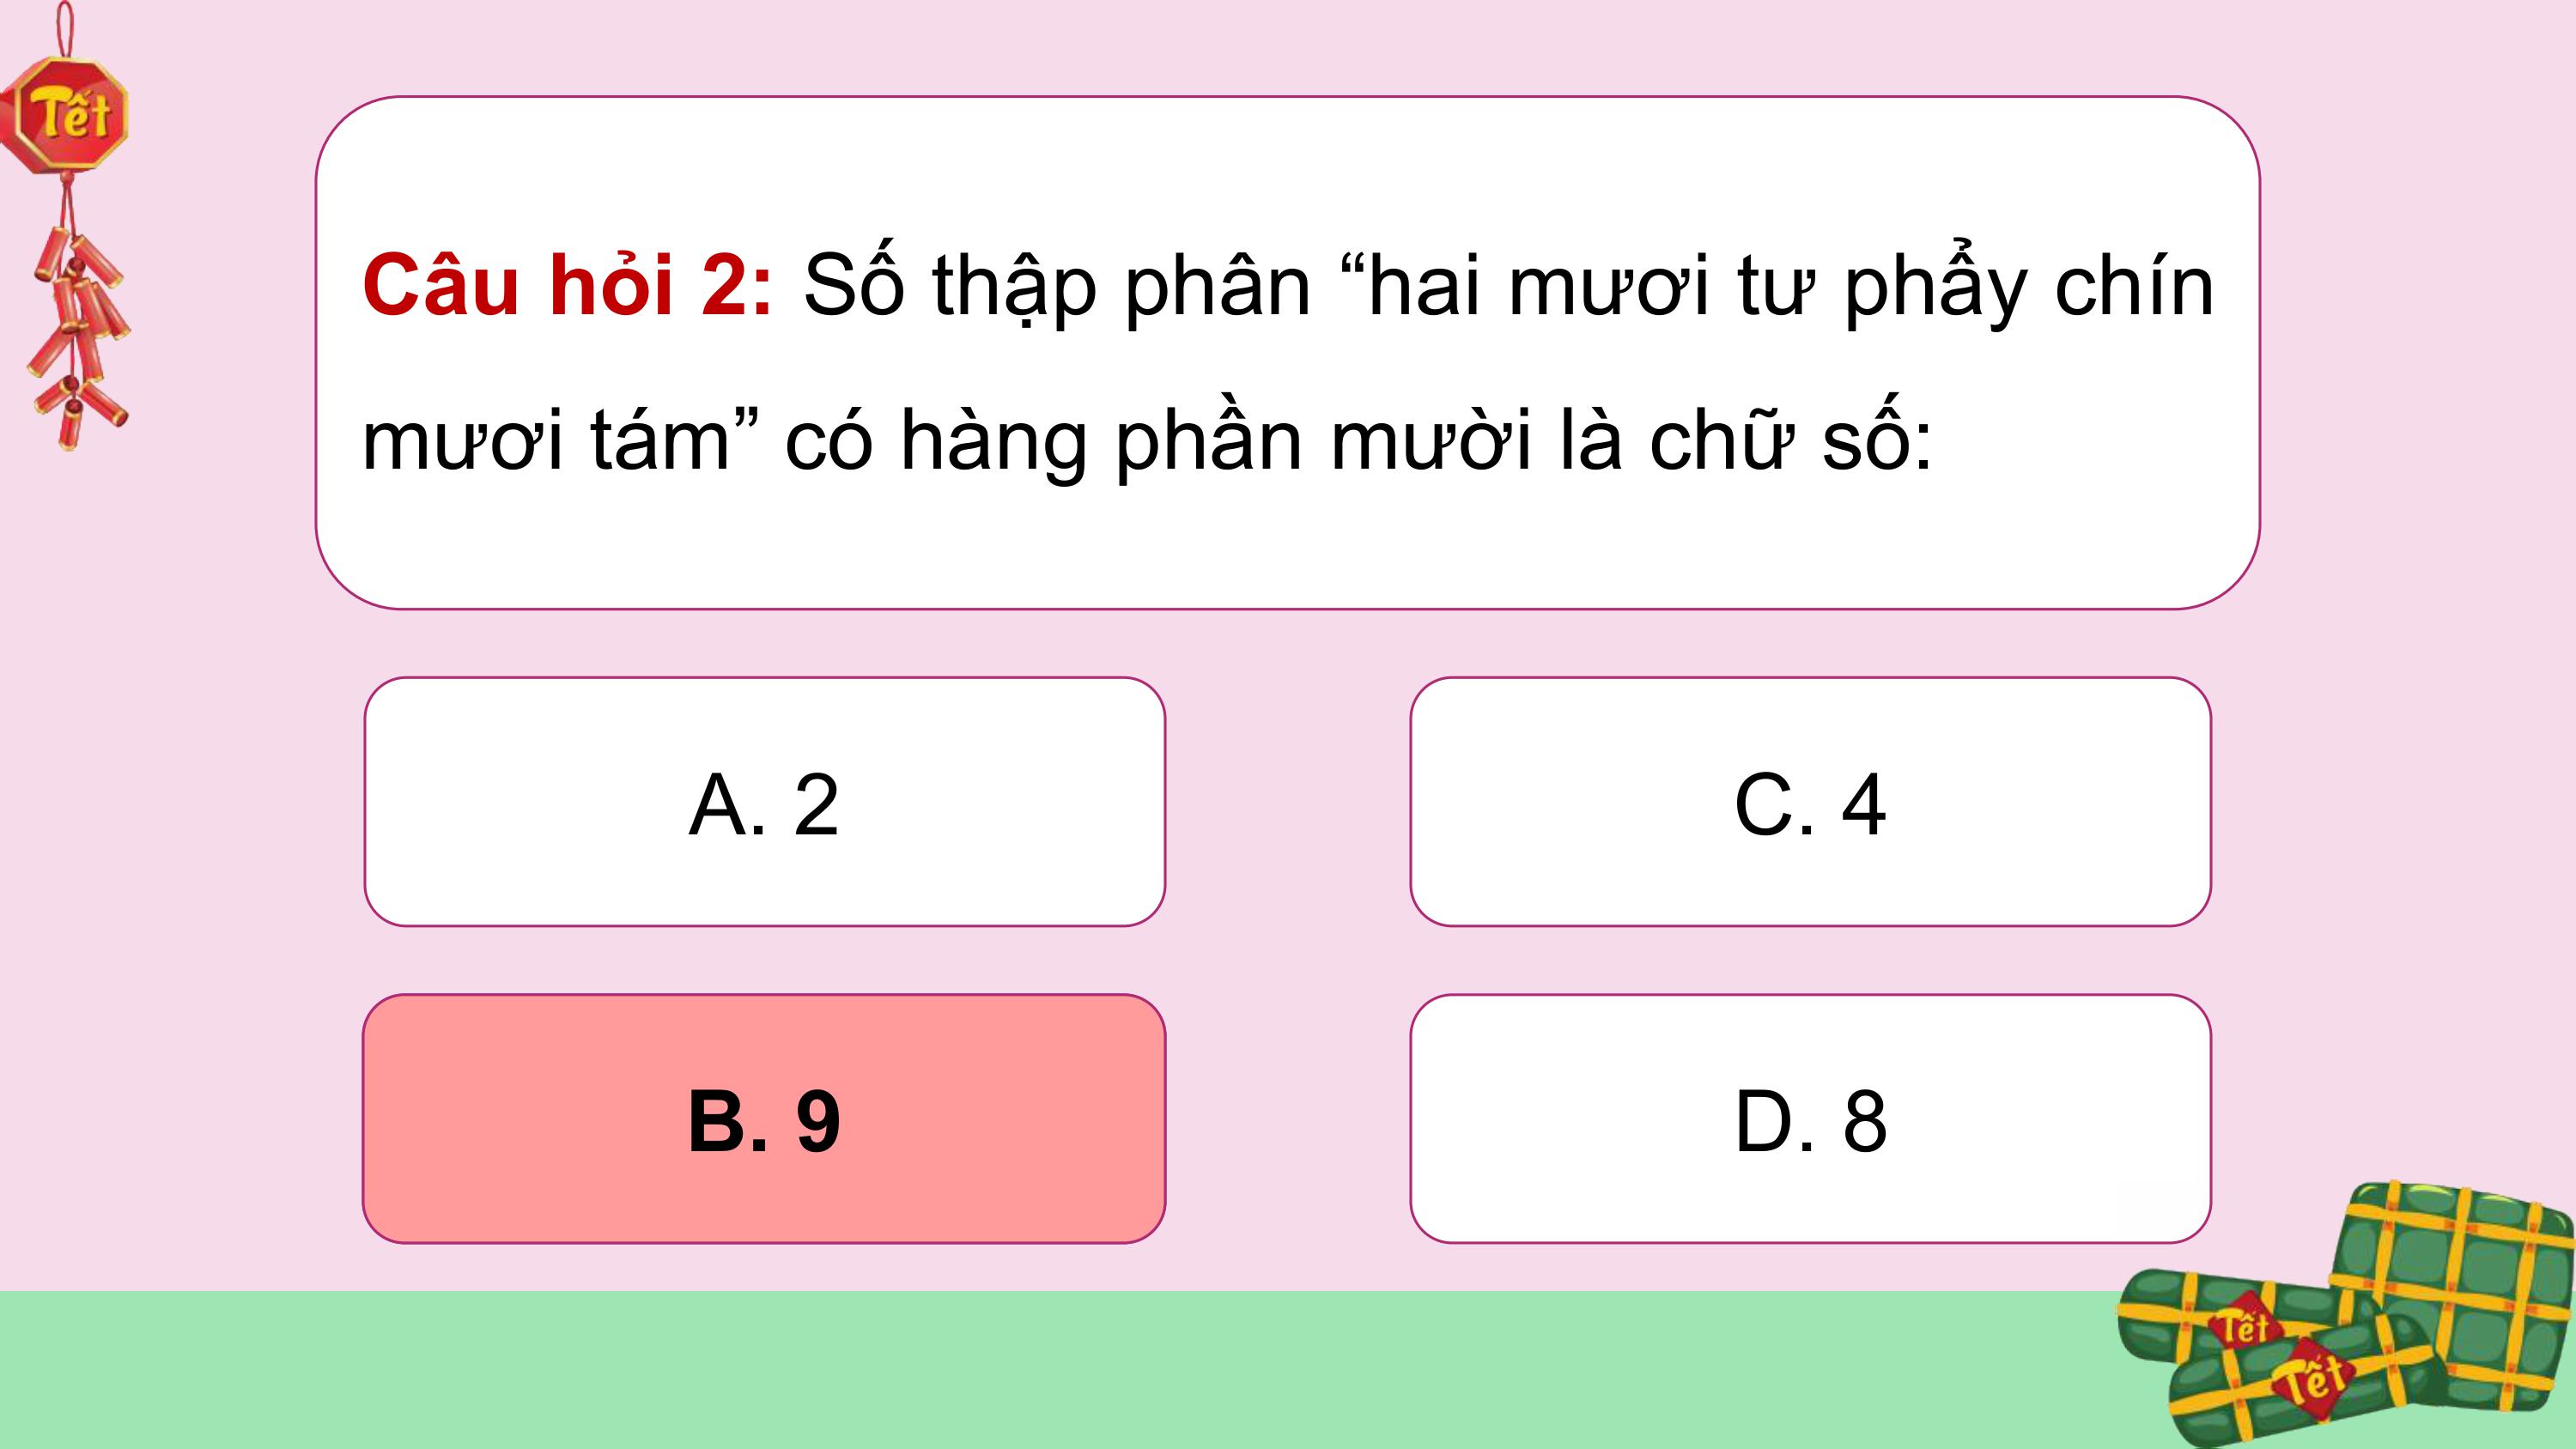 Tết
Câu hỏi 2: Số thập phân “hai mươi tư phẩy chín
mươi tám” có hàng phần mười là chữ số:
A. 2
C. 4
B. 9
D. 8
Tết
Tết